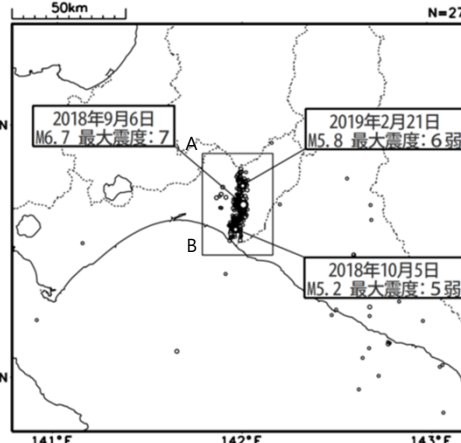 50km
N=27
2018年9月6日
M6.7 最大震度:7
2019年2月21日
M5.8 最大震度:6弱
A
B
2018年10月5日
M5.2 最大震度:5弱
N
N
141°E
142°E
143°E